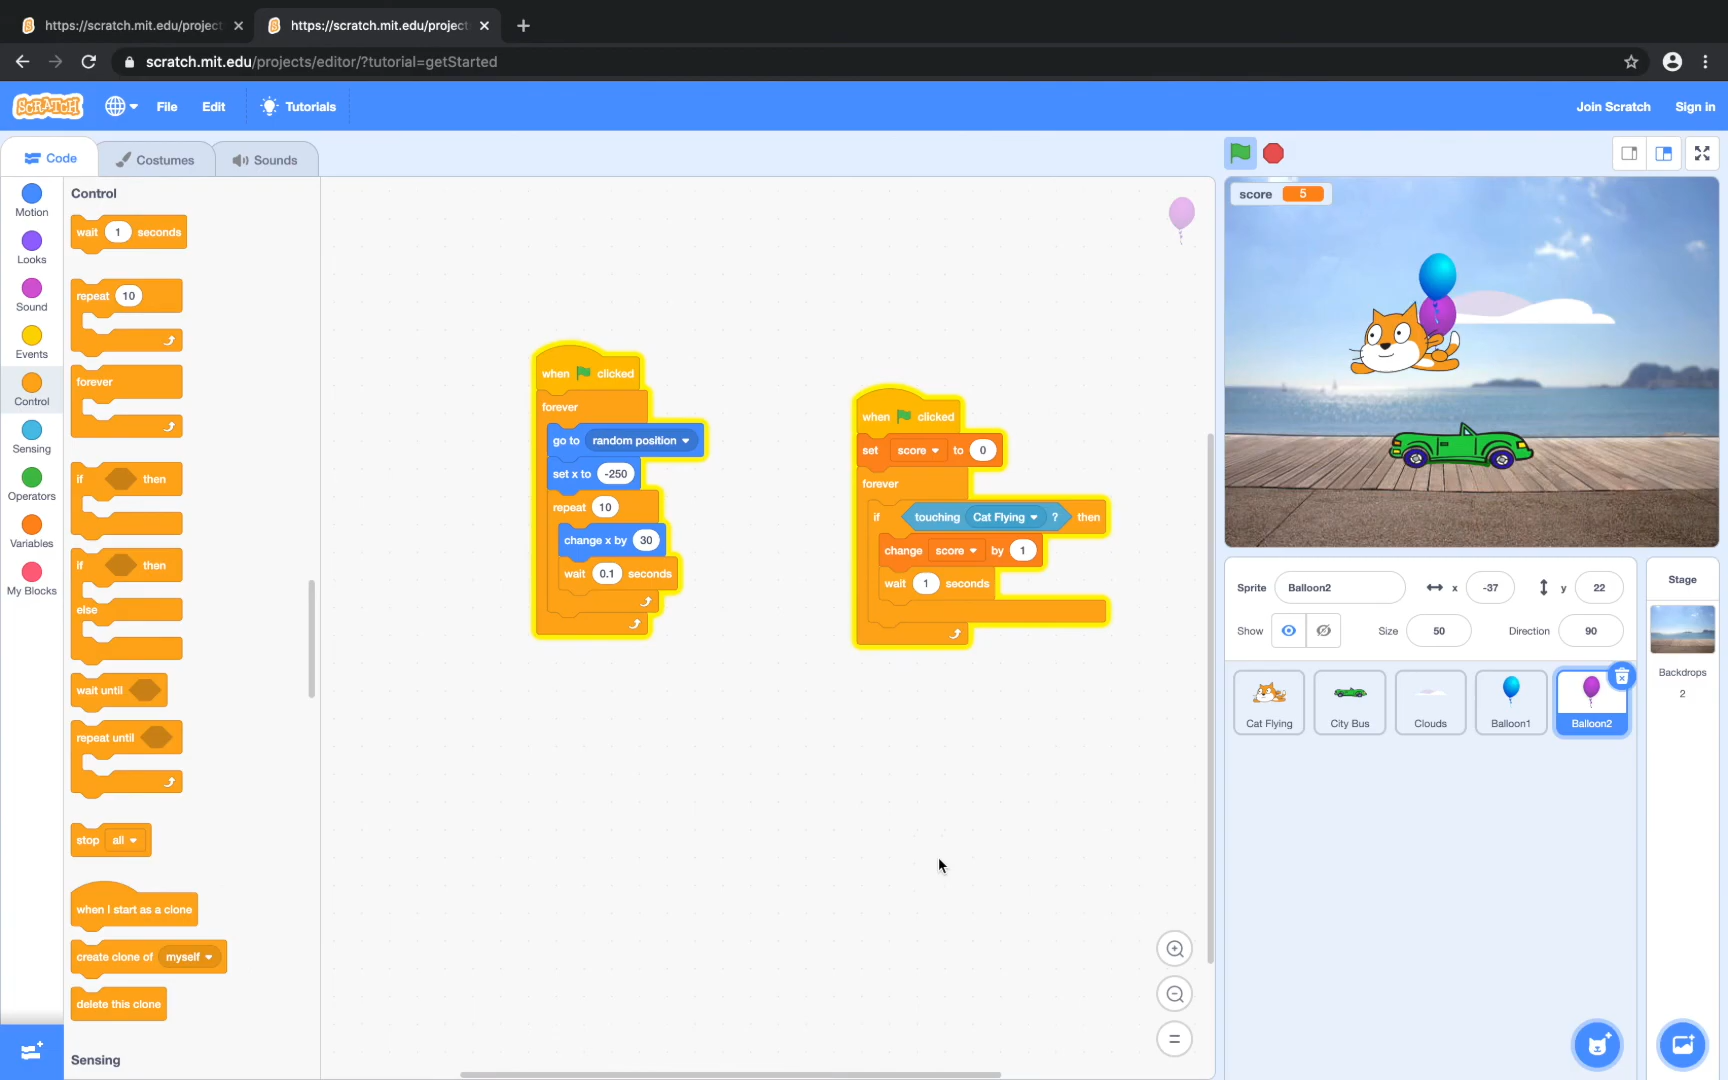 https://scratch.mit.edu/project
https://scratch.mit.edu/project
scratch.mit.edu/projects/editor/?tutorial=getStarted
SCRATCH
File
Edit
Tutorials
Join Scratch
Sign in
Code
Costumes
Sounds
Motion
Looks
Sound
Events
Control
Sensing
Operators
Variables
My Blocks
Control
wait 1 seconds
repeat 10
forever
if then
if then
else
wait until
repeat until
stop all
when I start as a clone
create clone of myself
delete this clone
Sensing
when clicked
forever
go to random position
set x to -250
repeat 10
change x by 30
wait 0.1 seconds
when clicked
set score to 0
forever
if touching Cat Flying ? then
change score by 1
wait 1 seconds
score 5
Sprite Balloon2 x -37 y 22
Show Size 50 Direction 90
Cat Flying
City Bus
Clouds
Balloon1
Balloon2
Stage
Backdrops
2